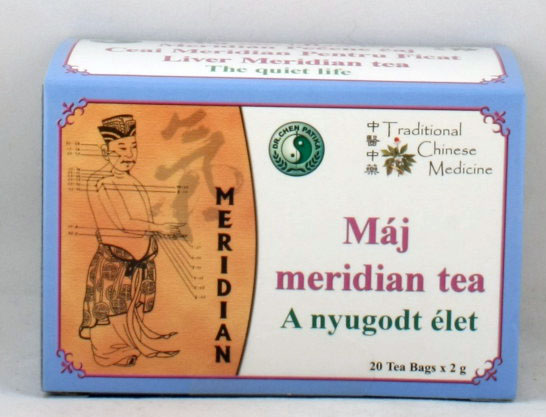 Ceai Meridian Pentru Ficat
Liver Meridian tea
The quiet life
氣
MERIDIAN
DR. CHEN PATIKA
中醫中藥
Traditional
Chinese
Medicine
Máj
meridian tea
A nyugodt élet
20 Tea Bags x 2 g